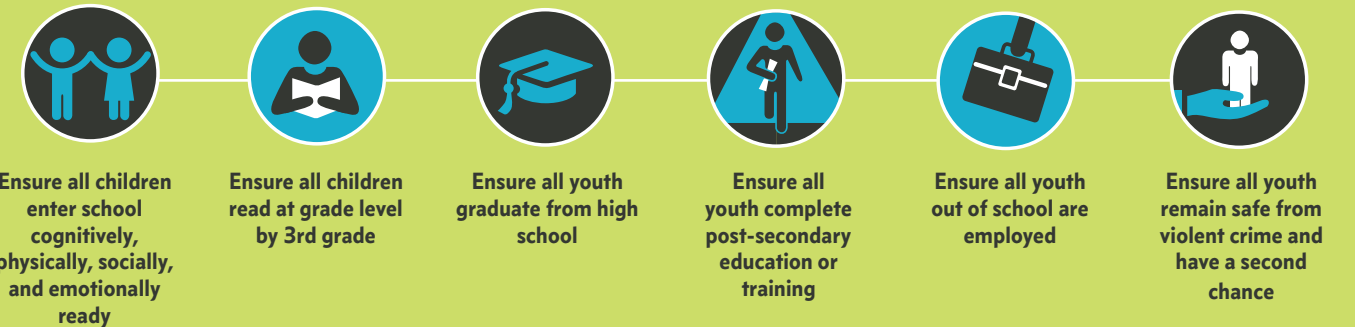 Ensure all children
enter school
cognitively,
physically, socially,
and emotionally
ready
Ensure all children
read at grade level
by 3rd grade
Ensure all youth
graduate from high
school
Ensure all
youth complete
post-secondary
education or
training
Ensure all youth
out of school are
employed
Ensure all youth
remain safe from
violent crime and
have a second
chance